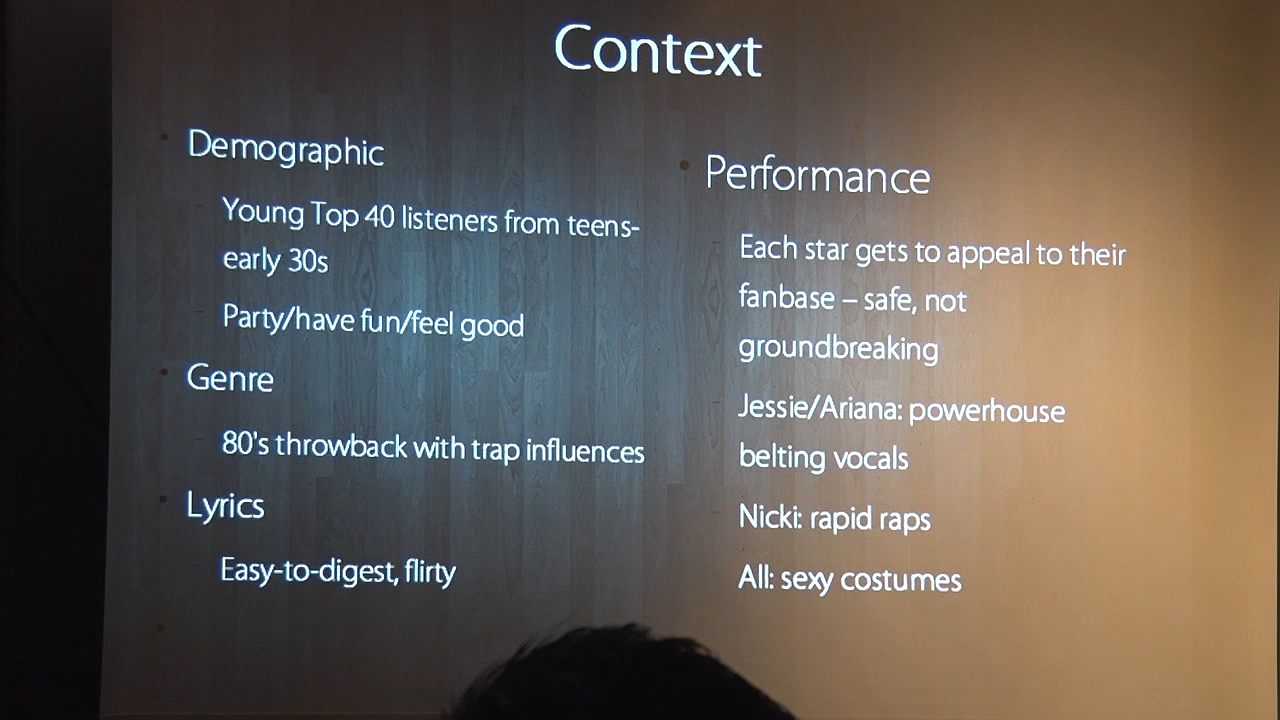 Context
Demographic
Young Top 40 listeners from teens-
early 30s
Party/have fun/feel good
Genre
80's throwback with trap influences
Lyrics
Easy-to-digest, flirty
Performance
Each star gets to appeal to their
fanbase – safe, not
groundbreaking
Jessie/Ariana: powerhouse
belting vocals
Nicki: rapid raps
All: sexy costumes